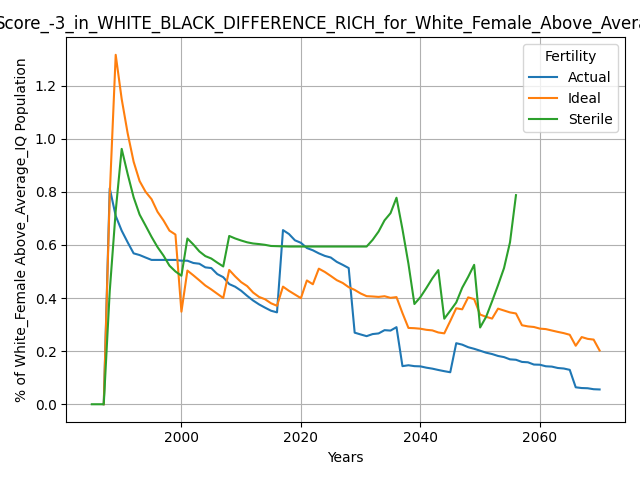 Score_-3_in_WHITE_BLACK_DIFFERENCE_RICH_for_White_Female_Above_Avera
% of White_Female Above_Average_IQ Population
1.2
1.0
0.8
0.6
0.4
0.2
0.0
Fertility
Actual
Ideal
Sterile
2000 2020 2040 2060
Years